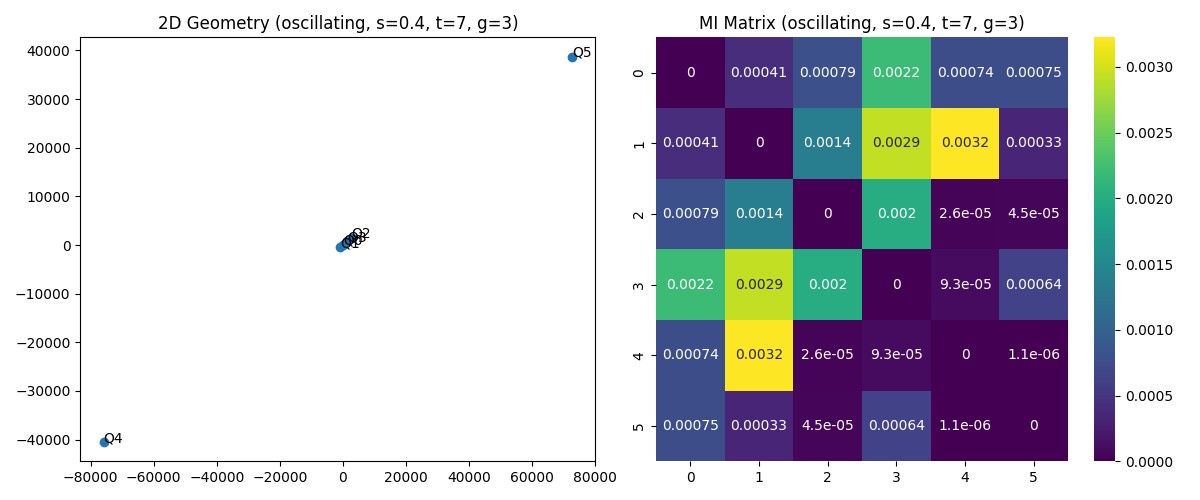 2D Geometry (oscillating, s=0.4, t=7, g=3)
40000
30000
20000
10000
0
−10000
−20000
−30000
−40000
−80000 −60000 −40000 −20000 0 20000 40000 60000 80000
Q5
Q2
Q1
Q4
MI Matrix (oscillating, s=0.4, t=7, g=3)
0 0 0.00041 0.00079 0.0022 0.00074 0.00075
1 0.00041 0 0.0014 0.0029 0.0032 0.00033
2 0.00079 0.0014 0 0.002 2.6e-05 4.5e-05
3 0.0022 0.0029 0.002 0 9.3e-05 0.00064
4 0.00074 0.0032 2.6e-05 9.3e-05 0 1.1e-06
5 0.00075 0.00033 4.5e-05 0.00064 1.1e-06 0
0 1 2 3 4 5
0.0030
0.0025
0.0020
0.0015
0.0010
0.0005
0.0000